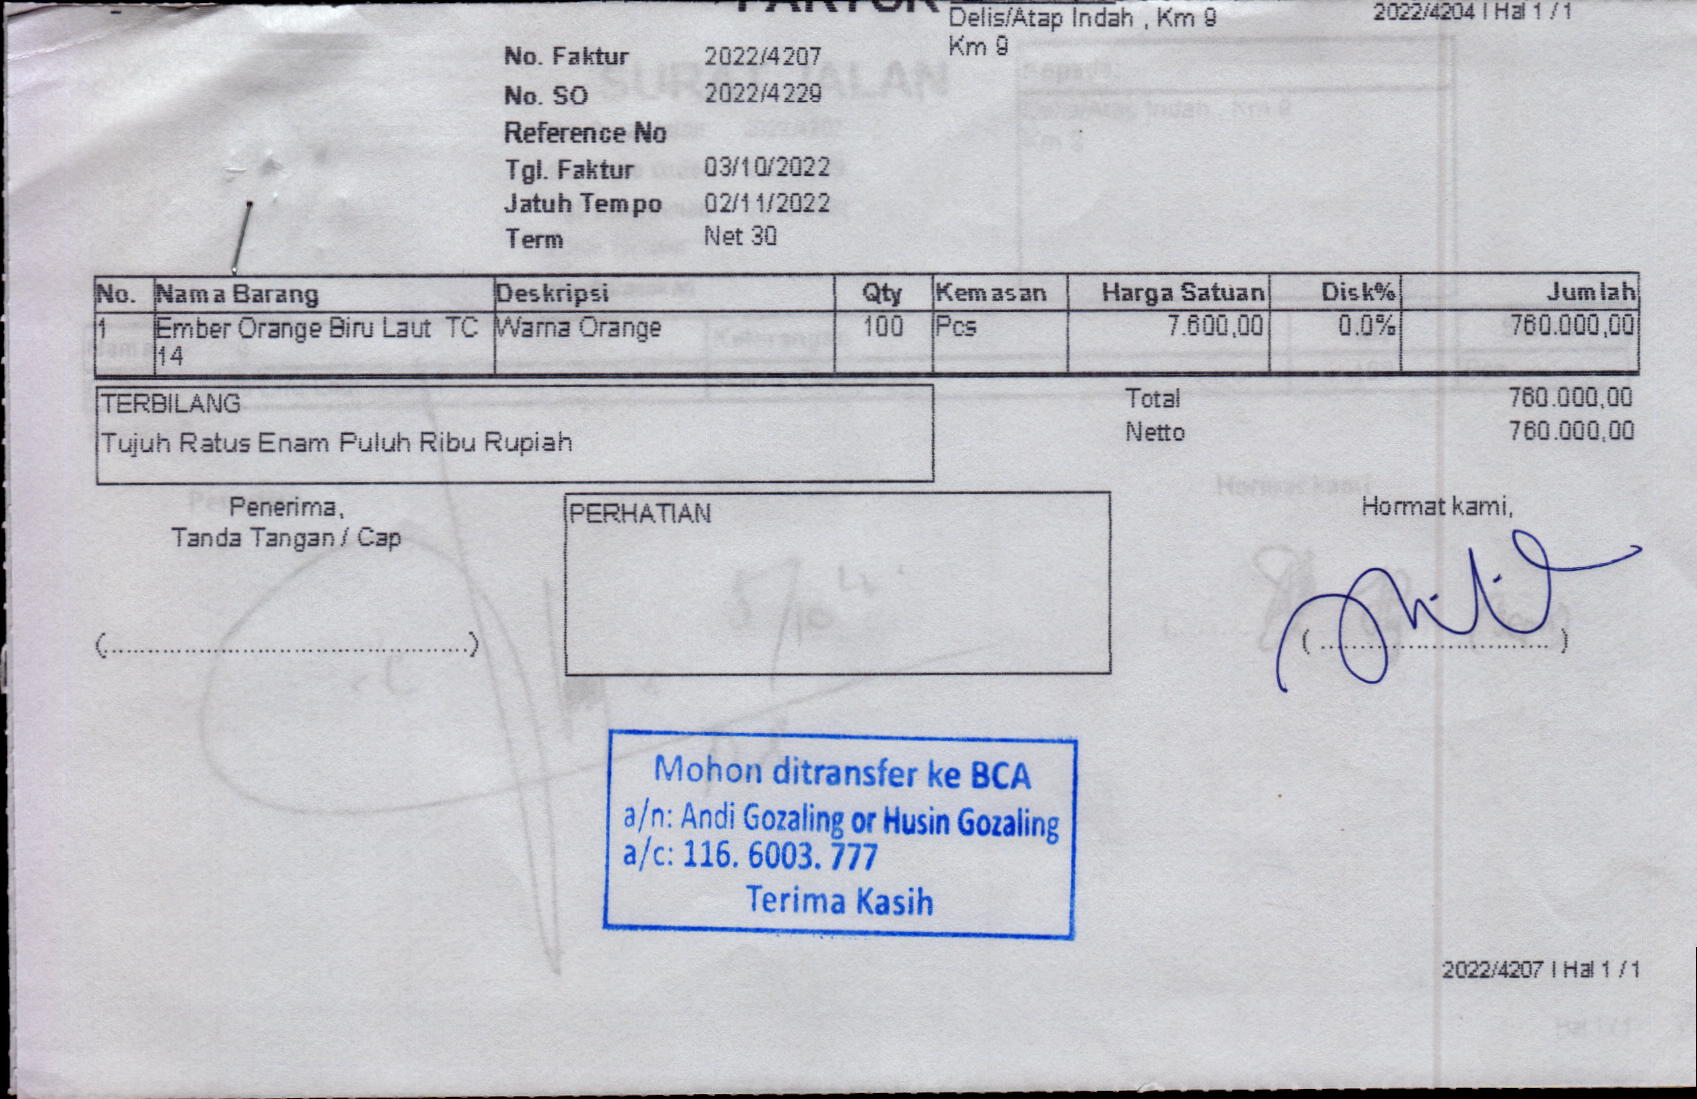 FAKTUR
Delis/Atap Indah , Km 9
Km 9
2022/4204 | Hal 1 / 1
No. Faktur 2022/4207
No. SO 2022/4229
Reference No
Tgl. Faktur 03/10/2022
Jatuh Tempo 02/11/2022
Term Net 30
No. Nama Barang Deskripsi Qty Kemasan Harga Satuan Disk% Jumlah
1 Ember Orange Biru Laut TC Warna Orange 100 Pcs 7.600,00 0.0% 760.000,00
14
TERBILANG
Tujuh Ratus Enam Puluh Ribu Rupiah
Total 760.000,00
Netto 760.000,00
Penerima,
Tanda Tangan / Cap
(..............................................)
PERHATIAN
Hormat kami,
( ............................. )
Mohon ditransfer ke BCA
a/n: Andi Gozaling or Husin Gozaling
a/c: 116. 6003. 777
Terima Kasih
2022/4207 | Hal 1 / 1